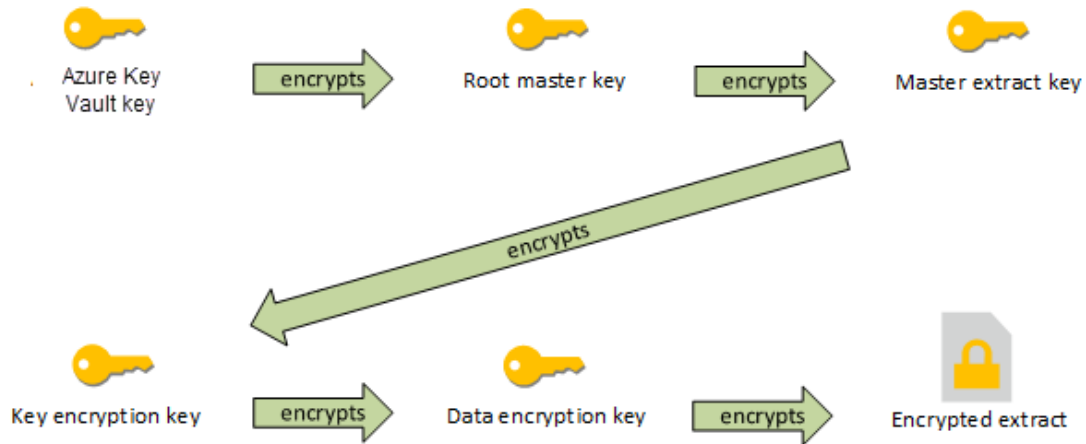 Azure Key
Vault key
encrypts
Root master key
encrypts
Master extract key
encrypts
Key encryption key
encrypts
Data encryption key
encrypts
Encrypted extract